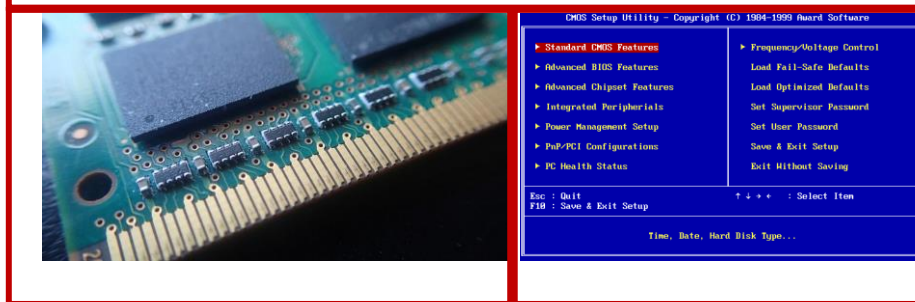 CMOS Setup Utility - Copyright (C) 1984-1999 Award Software
▶ Standard CMOS Features
▶ Advanced BIOS Features
▶ Advanced Chipset Features
▶ Integrated Peripherials
▶ Power Management Setup
▶ PnP/PCI Configurations
▶ PC Health Status
▶ Frequency/Voltage Control
Load Fail-Safe Defaults
Load Optimized Defaults
Set Supervisor Password
Set User Password
Save & Exit Setup
Exit Without Saving
Esc : Quit
F10 : Save & Exit Setup
↑ ↓ → ← : Select Item
Time, Date, Hard Disk Type...